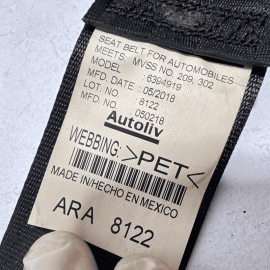 SEAT BELT FOR AUTOMOBILES
MEETS: MVSS NO. 209, 302
MODEL : 6394919
MFD. DATE : 05/2018
LOT. NO. : 8122
MFD. NO. : 050218
Autoliv
WEBBING: >PET<
MADE IN/HECHO EN MEXICO
ARA 8122